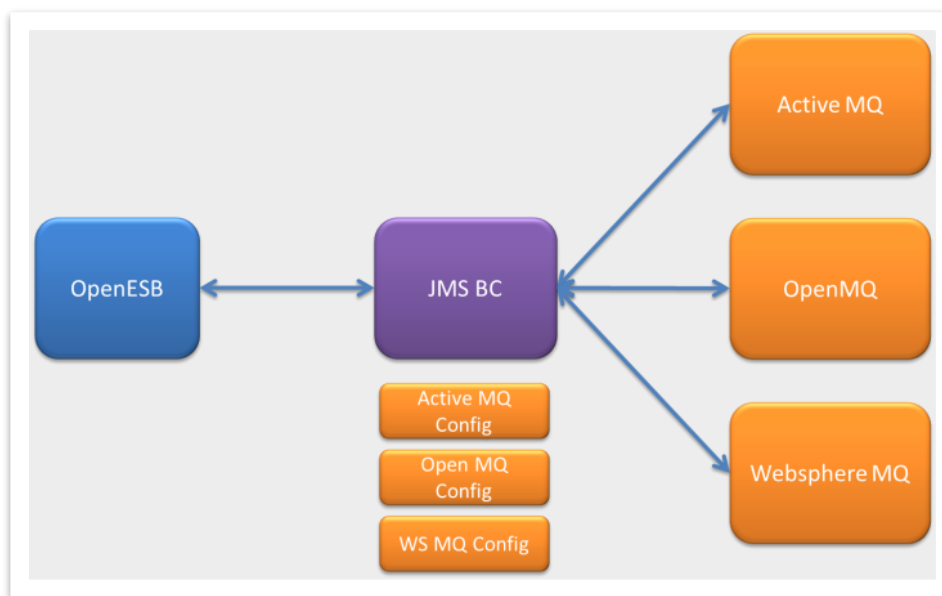 Active MQ
OpenESB
JMS BC
OpenMQ
Active MQ
Config
Open MQ
Config
Websphere MQ
WS MQ Config